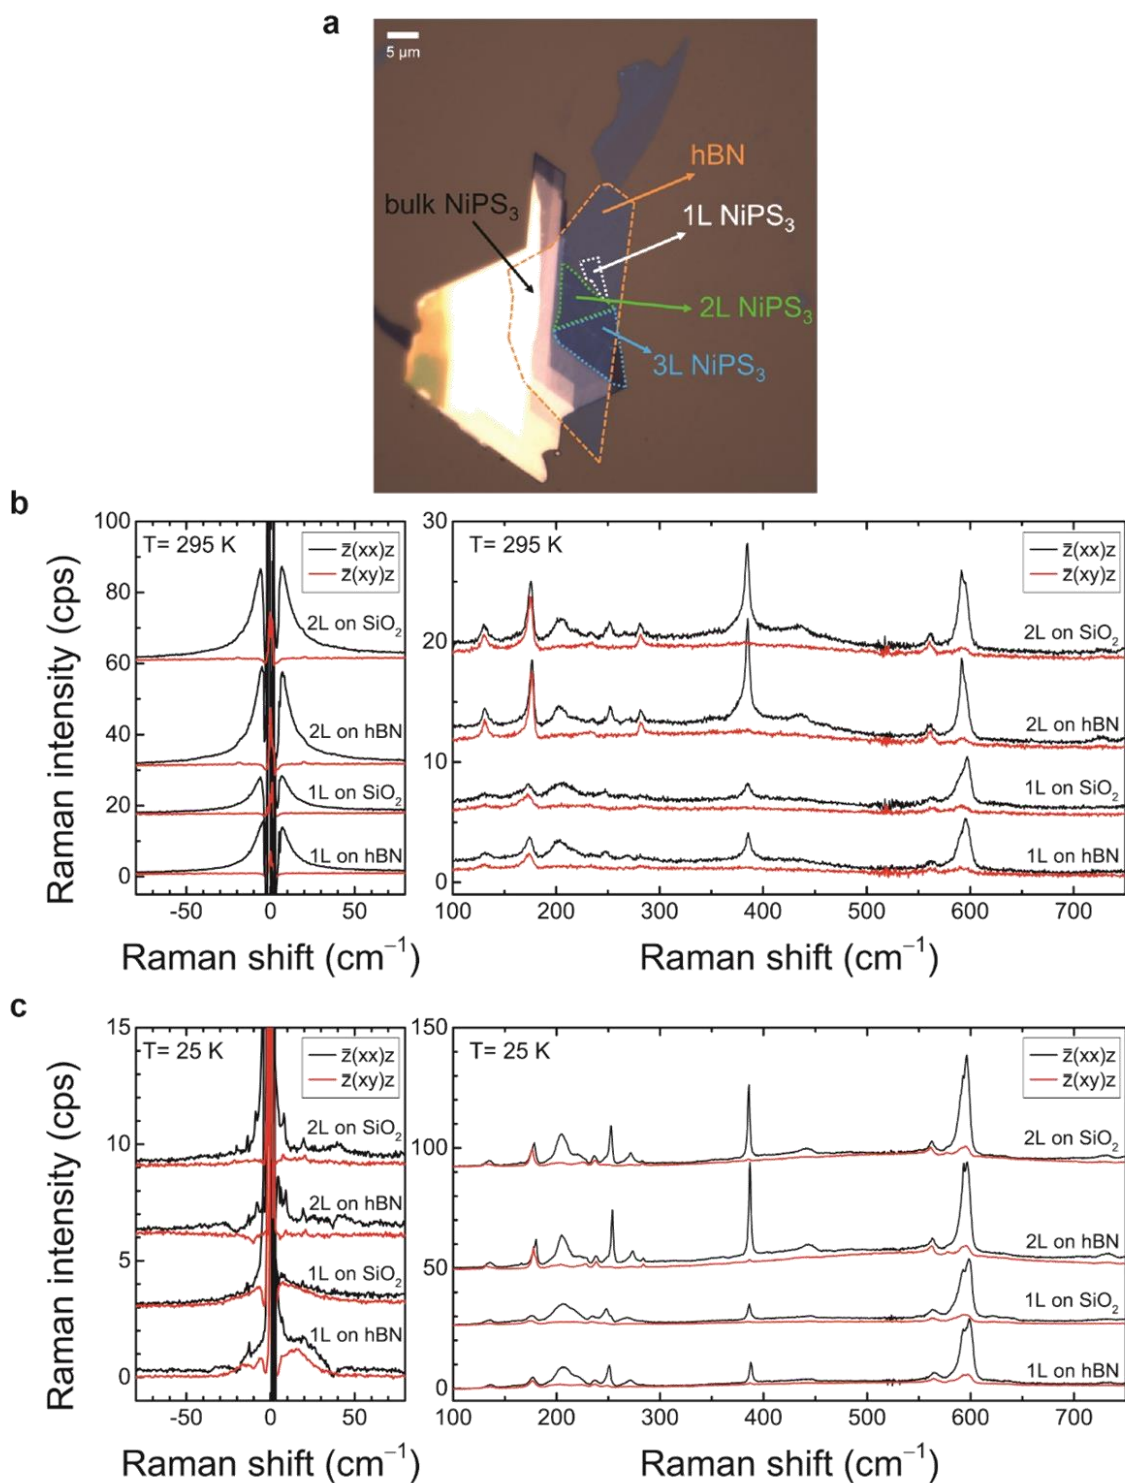 a
5 μm
hBN
bulk NiPS₃
1L NiPS₃
2L NiPS₃
3L NiPS₃
b
T= 295 K
z̄(xx)z
z̄(xy)z
2L on SiO₂
2L on hBN
1L on SiO₂
1L on hBN
100
80
60
40
20
0
Raman intensity (cps)
-50 0 50
Raman shift (cm⁻¹)
T= 295 K
z̄(xx)z
z̄(xy)z
2L on SiO₂
2L on hBN
1L on SiO₂
1L on hBN
30
20
10
0
100 200 300 400 500 600 700
Raman shift (cm⁻¹)
c
T= 25 K
z̄(xx)z
z̄(xy)z
2L on SiO₂
2L on hBN
1L on SiO₂
1L on hBN
15
10
5
0
Raman intensity (cps)
-50 0 50
Raman shift (cm⁻¹)
T= 25 K
z̄(xx)z
z̄(xy)z
2L on SiO₂
2L on hBN
1L on SiO₂
1L on hBN
150
100
50
0
100 200 300 400 500 600 700
Raman shift (cm⁻¹)